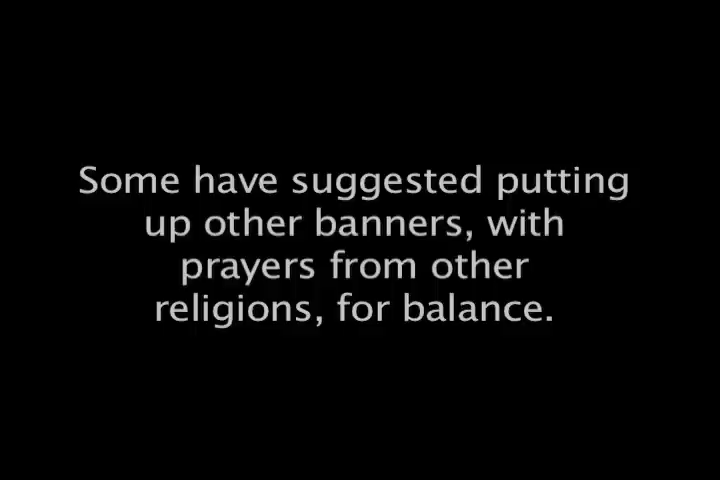 Some have suggested putting
up other banners, with
prayers from other
religions, for balance.